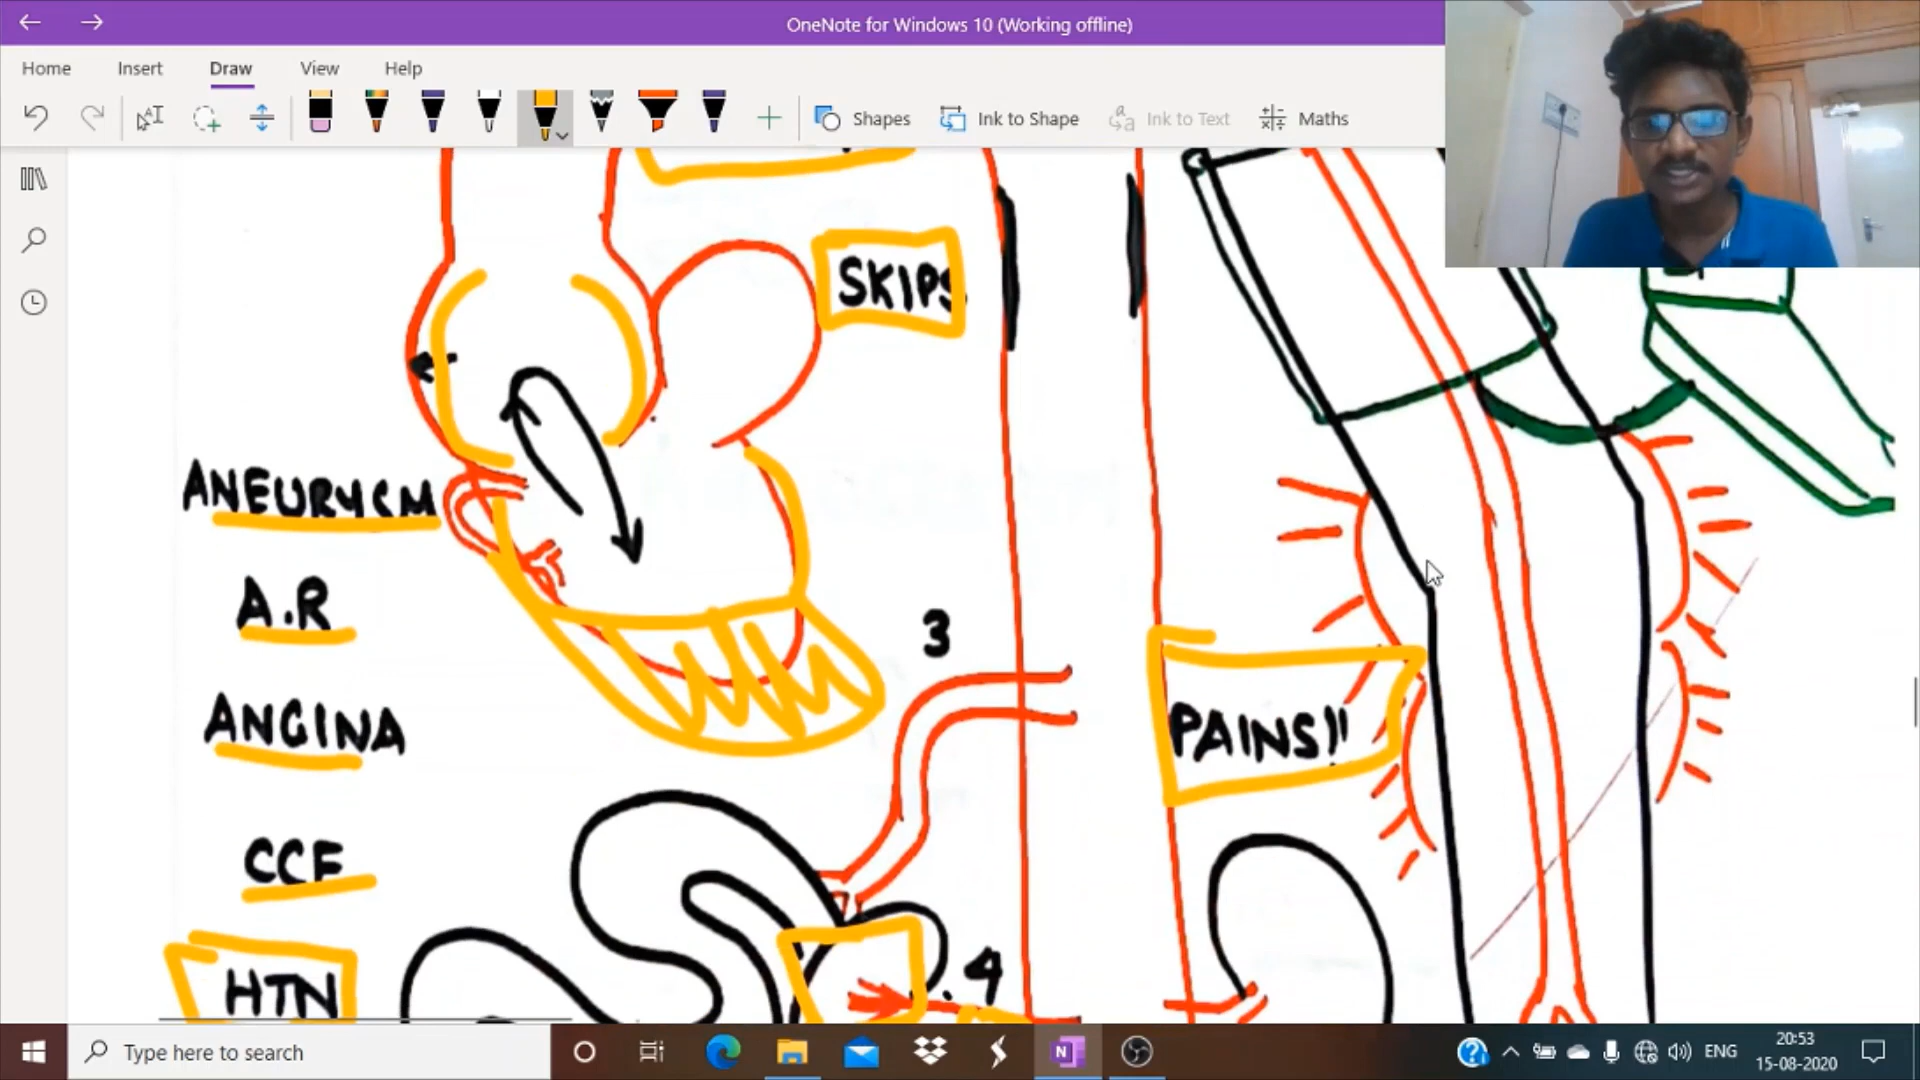 OneNote for Windows 10 (Working offline)
Home Insert Draw View Help
Shapes
Ink to Shape
Ink to Text
Maths
SKIPS
ANEURYSM
A.R
ANGINA
CCF
HTN
3
4
PAINS!!
Type here to search
ENG
20:53
15-08-2020